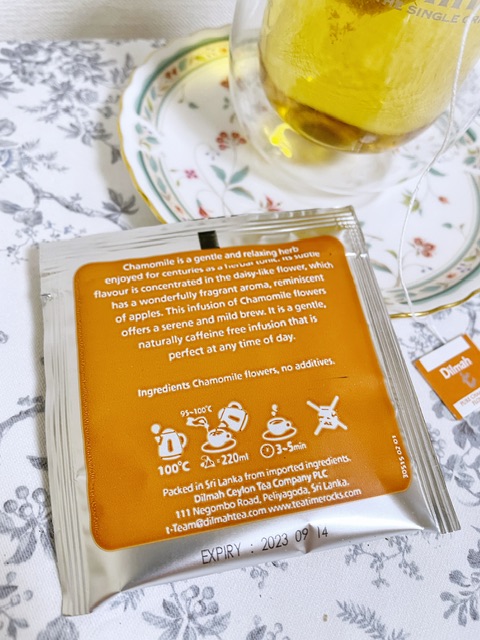 THE SINGLE OR
Chamomile is a gentle and relaxing herb
enjoyed for centuries as a herbal tonic. Its subtle
flavour is concentrated in the daisy-like flower, which
has a wonderfully fragrant aroma, reminiscent
of apples. This infusion of Chamomile flowers
offers a serene and mild brew. It is a gentle,
naturally caffeine free infusion that is
perfect at any time of day.
Ingredients Chamomile flowers, no additives.
95~100°C
100°C
220ml
3~5min
Packed in Sri Lanka from imported ingredients.
Dilmah Ceylon Tea Company PLC
111 Negombo Road, Peliyagoda, Sri Lanka.
t-Team@dilmahtea.com www.teatimerocks.com
EXPIRY : 2023 09 14
Dilmah